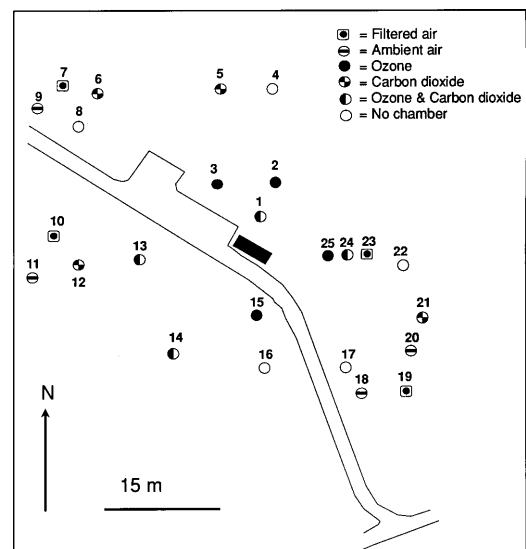 = Filtered air
= Ambient air
= Ozone
= Carbon dioxide
= Ozone & Carbon dioxide
= No chamber
7
6
5
4
9
8
3
2
1
10
13
25 24 23
22
11
12
21
15
14
16
17
20
18
19
N
15 m